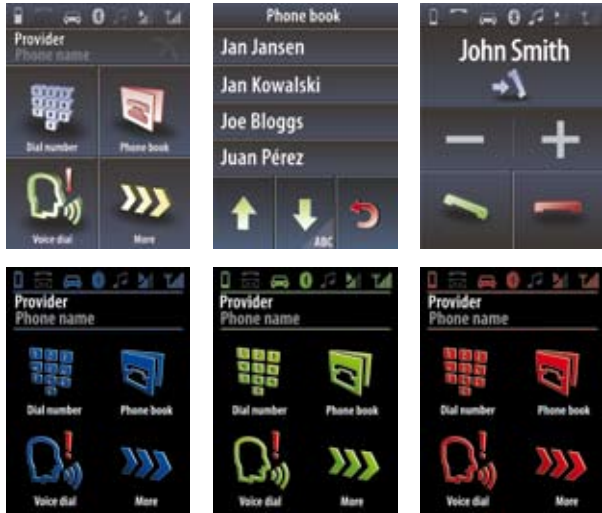 Provider
Phone name
Dial number
Phone book
Voice dial
More
Phone book
Jan Jansen
Jan Kowalski
Joe Bloggs
Juan Pérez
ABC
John Smith
Provider
Phone name
Dial number
Phone book
Voice dial
More
Provider
Phone name
Dial number
Phone book
Voice dial
More
Provider
Phone name
Dial number
Phone book
Voice dial
More